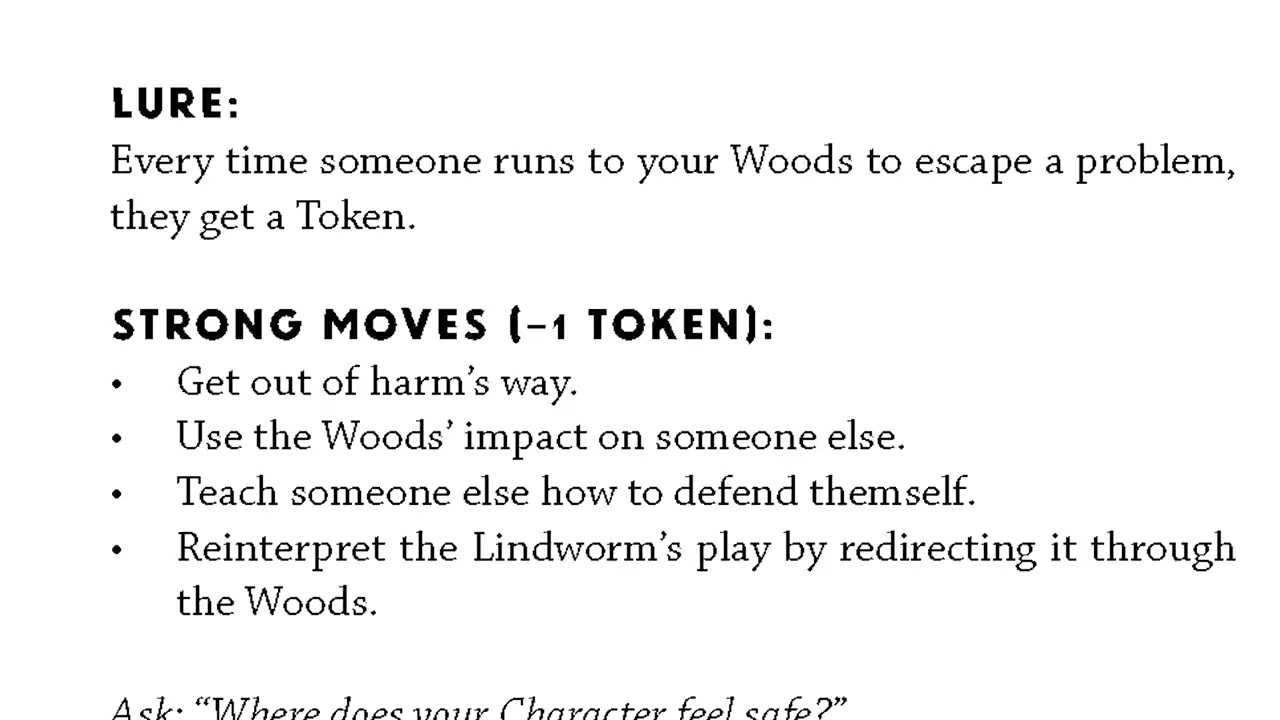 LURE:
Every time someone runs to your Woods to escape a problem,
they get a Token.
STRONG MOVES (–1 TOKEN):
• Get out of harm’s way.
• Use the Woods’ impact on someone else.
• Teach someone else how to defend themself.
• Reinterpret the Lindworm’s play by redirecting it through
the Woods.
Ask: “Where does your Character feel safe?”